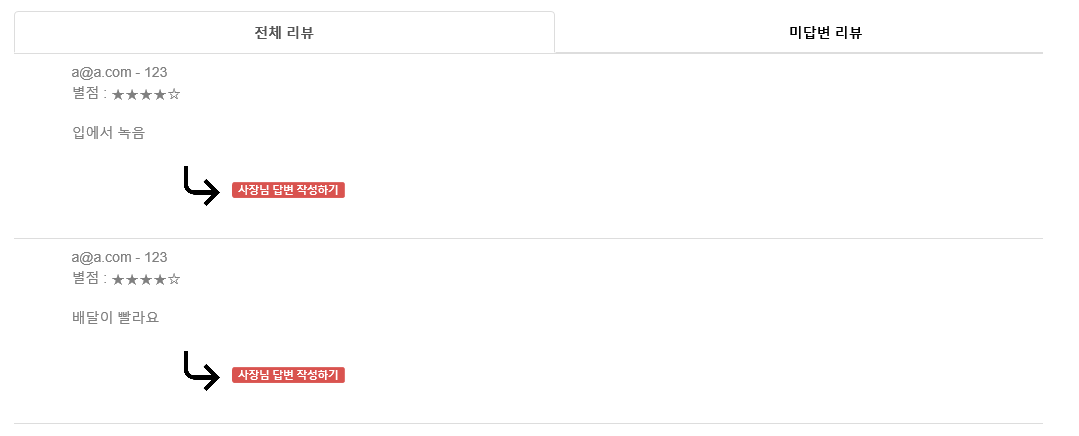 전체 리뷰
미답변 리뷰
a@a.com - 123
별점 : ★★★★☆
입에서 녹음
사장님 답변 작성하기
a@a.com - 123
별점 : ★★★★☆
배달이 빨라요
사장님 답변 작성하기